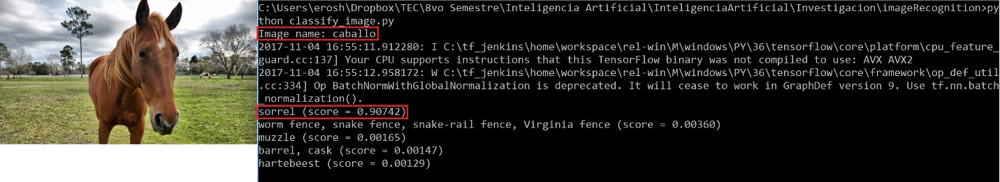 C:\Users\erosh\Dropbox\TEC\8vo Semestre\Inteligencia Artificial\InteligenciaArtificial\Investigacion\imageRecognition>py
thon classify_image.py
Image name: caballo
2017-11-04 16:55:11.912280: I C:\tf_jenkins\home\workspace\rel-win\M\windows\PY\36\tensorflow\core\platform\cpu_feature_
guard.cc:137] Your CPU supports instructions that this TensorFlow binary was not compiled to use: AVX AVX2
2017-11-04 16:55:12.958172: W C:\tf_jenkins\home\workspace\rel-win\M\windows\PY\36\tensorflow\core\framework\op_def_util
.cc:334] Op BatchNormWithGlobalNormalization is deprecated. It will cease to work in GraphDef version 9. Use tf.nn.batch
_normalization().
sorrel (score = 0.90742)
worm fence, snake fence, snake-rail fence, Virginia fence (score = 0.00360)
muzzle (score = 0.00165)
barrel, cask (score = 0.00147)
hartebeest (score = 0.00129)